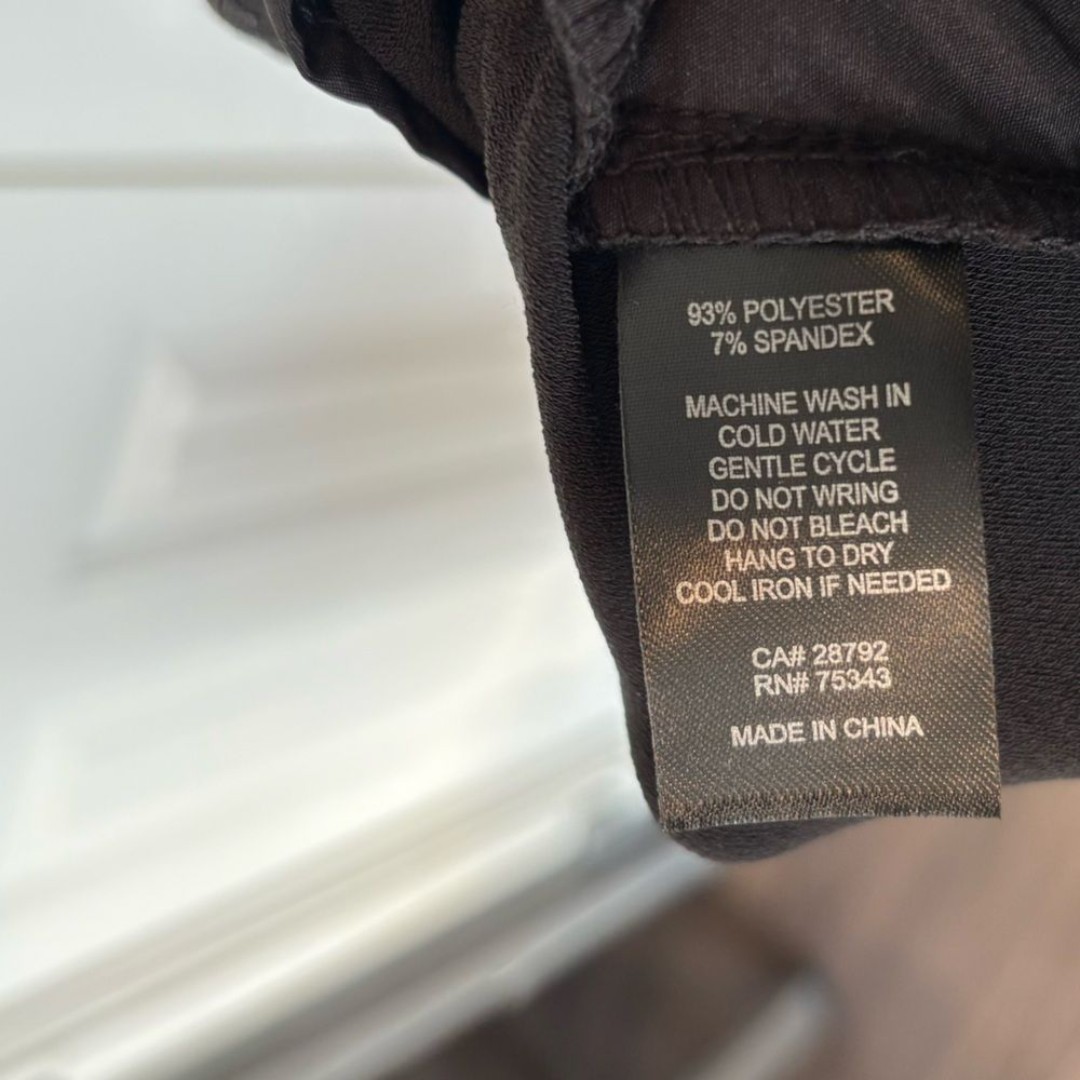 93% POLYESTER
7% SPANDEX
MACHINE WASH IN
COLD WATER
GENTLE CYCLE
DO NOT WRING
DO NOT BLEACH
HANG TO DRY
COOL IRON IF NEEDED
CA# 28792
RN# 75343
MADE IN CHINA